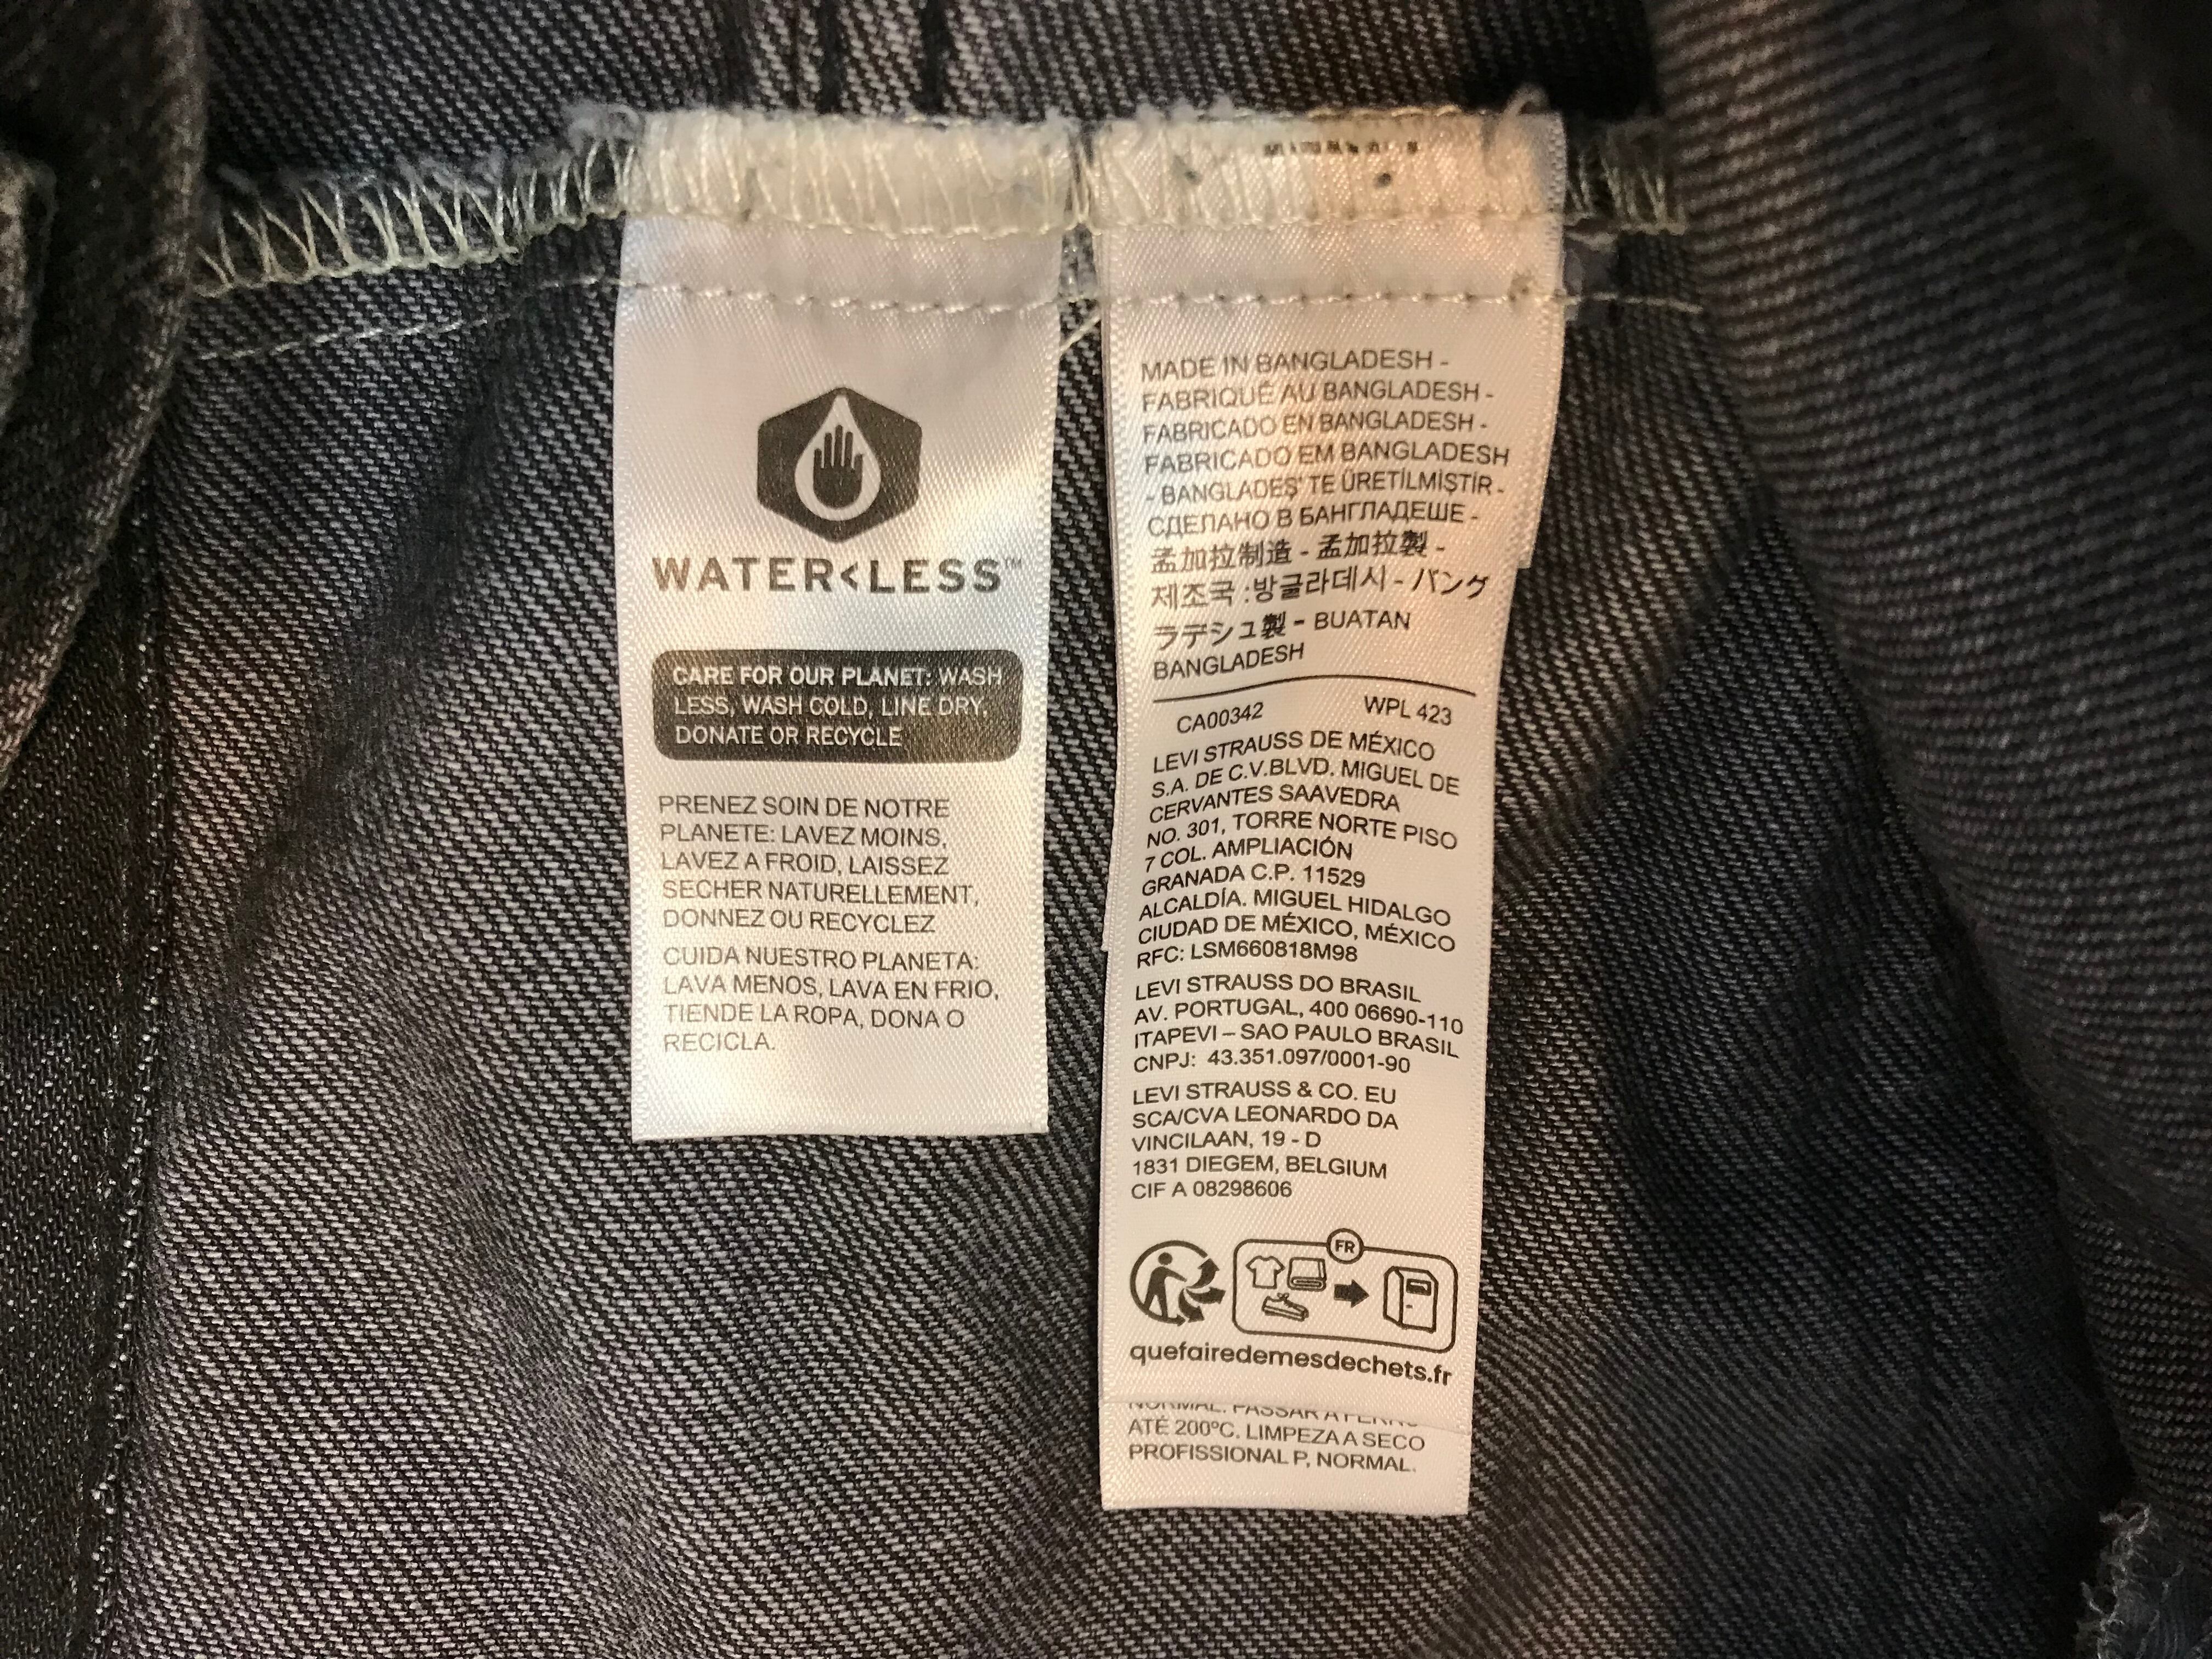 WATER<LESS™
CARE FOR OUR PLANET: WASH
LESS, WASH COLD, LINE DRY,
DONATE OR RECYCLE
PRENEZ SOIN DE NOTRE
PLANETE: LAVEZ MOINS,
LAVEZ A FROID, LAISSEZ
SECHER NATURELLEMENT,
DONNEZ OU RECYCLEZ
CUIDA NUESTRO PLANETA:
LAVA MENOS, LAVA EN FRIO,
TIENDE LA ROPA, DONA O
RECICLA.
MADE IN BANGLADESH -
FABRIQUÉ AU BANGLADESH -
FABRICADO EN BANGLADESH -
FABRICADO EM BANGLADESH
- BANGLADEŞ' TE ÜRETİLMİŞTİR -
СДЕЛАНО В БАНГЛАДЕШЕ -
孟加拉制造 - 孟加拉製 -
제조국 :방글라데시 - バング
ラデシュ製 - BUATAN
BANGLADESH
CA00342 WPL 423
LEVI STRAUSS DE MÉXICO
S.A. DE C.V.BLVD. MIGUEL DE
CERVANTES SAAVEDRA
NO. 301, TORRE NORTE PISO
7 COL. AMPLIACIÓN
GRANADA C.P. 11529
ALCALDÍA. MIGUEL HIDALGO
CIUDAD DE MÉXICO, MÉXICO
RFC: LSM660818M98
LEVI STRAUSS DO BRASIL
AV. PORTUGAL, 400 06690-110
ITAPEVI – SAO PAULO BRASIL
CNPJ: 43.351.097/0001-90
LEVI STRAUSS & CO. EU
SCA/CVA LEONARDO DA
VINCILAAN, 19 - D
1831 DIEGEM, BELGIUM
CIF A 08298606
FR
quefairedemesdechets.fr
NORMAL. PASSAR A FERRO
ATÉ 200ºC. LIMPEZA A SECO
PROFISSIONAL P, NORMAL.